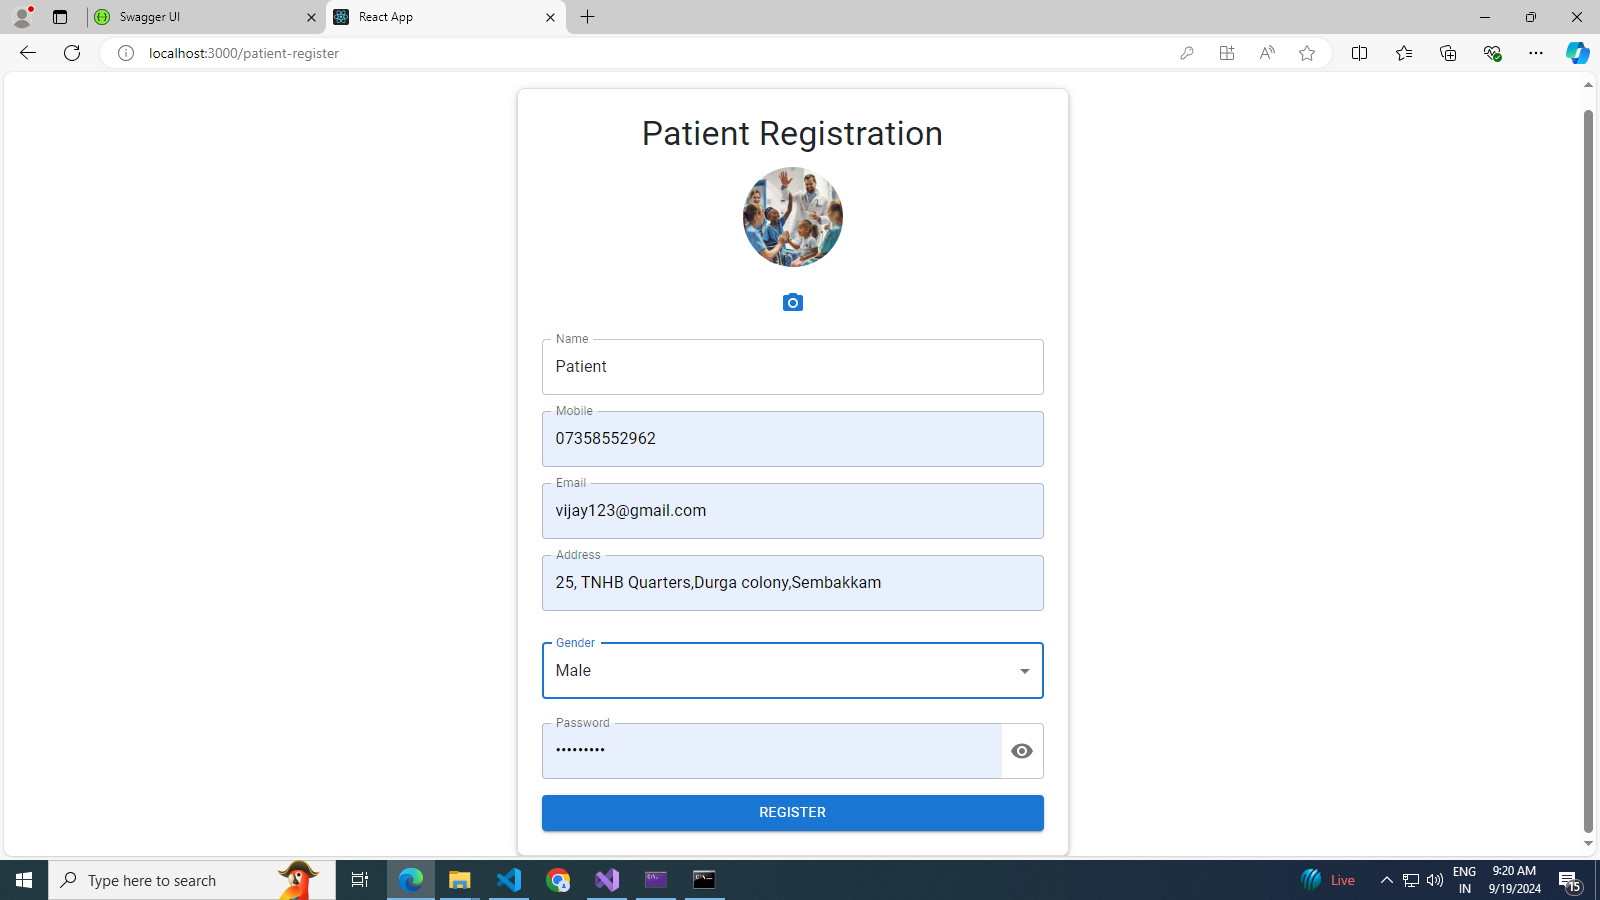 Swagger UI
React App
localhost:3000/patient-register
Patient Registration
Name
Patient
Mobile
07358552962
Email
vijay123@gmail.com
Address
25, TNHB Quarters,Durga colony,Sembakkam
Gender
Male
Password
•••••••••
REGISTER
Type here to search
Live
ENG
IN
9:20 AM
9/19/2024
15